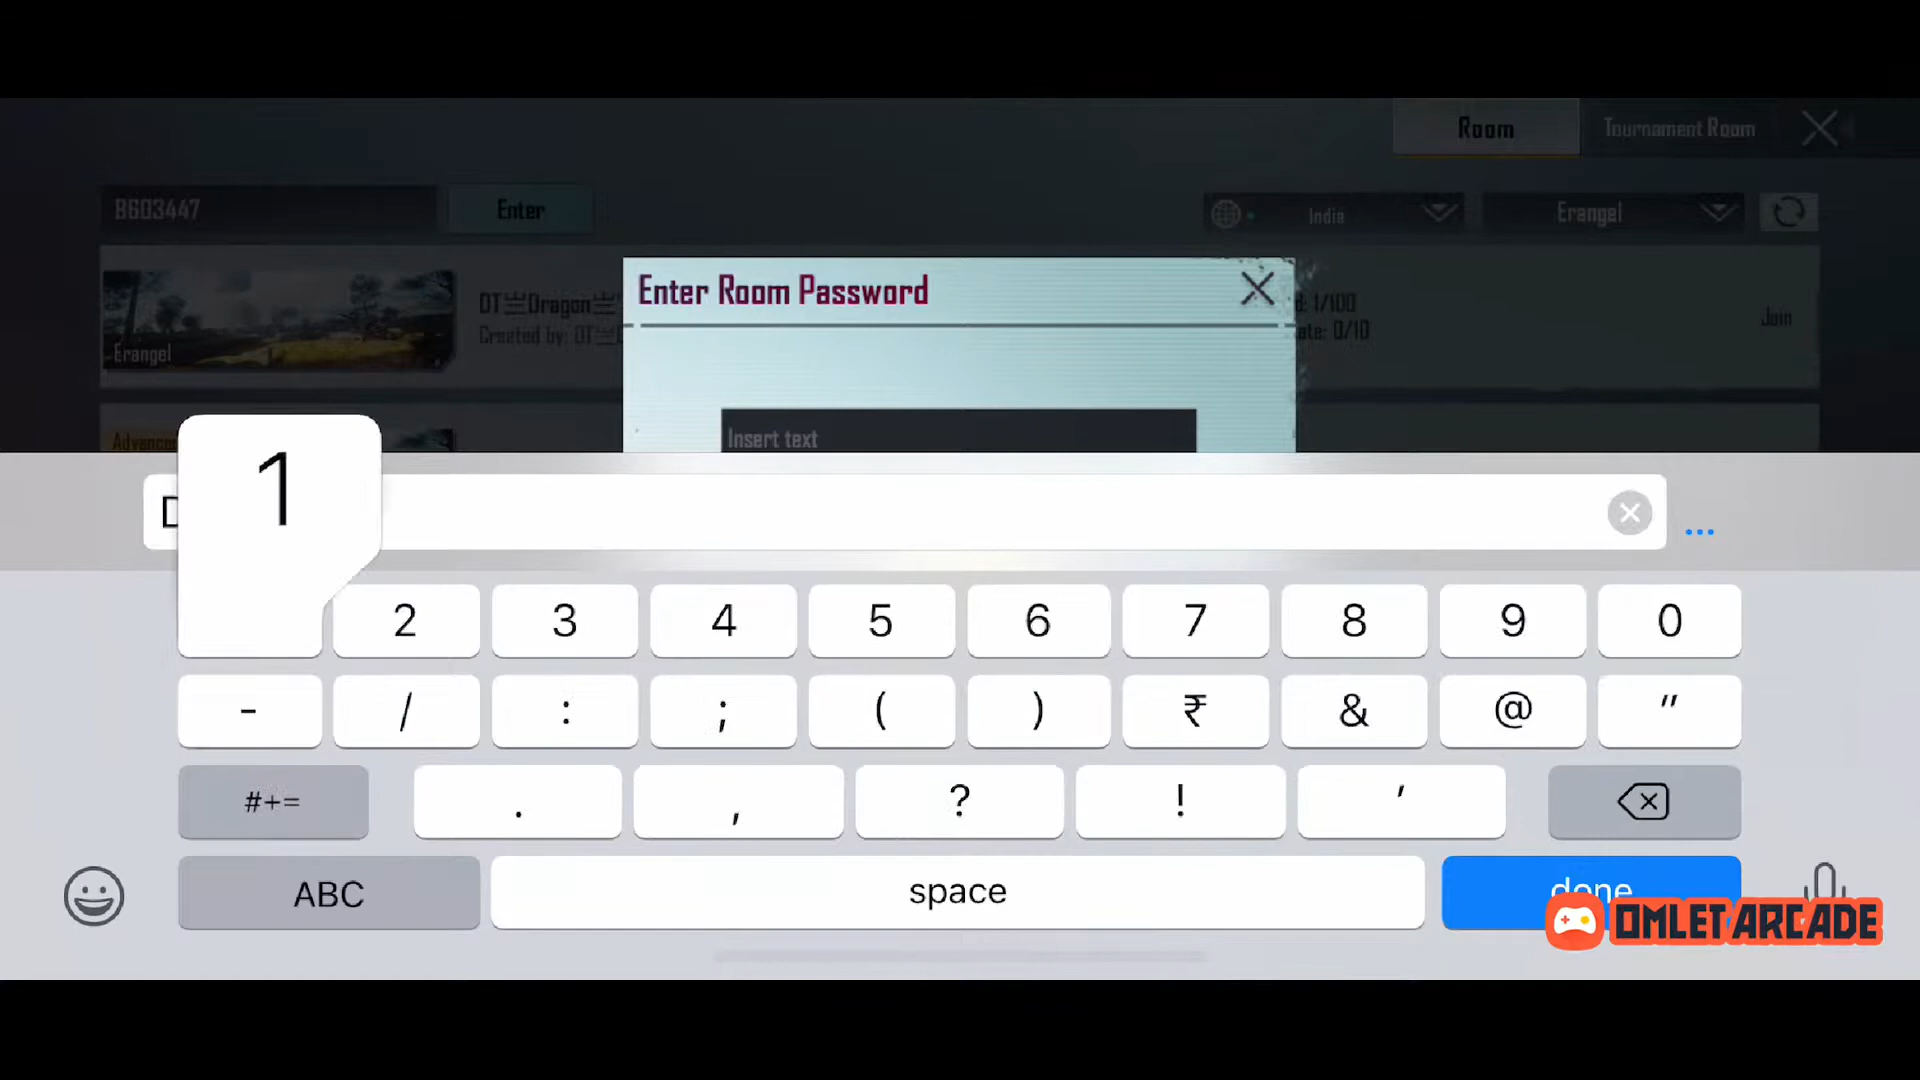 Room
Tournament Room
8603447
Enter
India
Erangel
Enter Room Password
Erangel
1/100
0/10
Join
Insert text
1
2 3 4 5 6 7 8 9 0
- / : ; ( ) ₹ & @ "
#+= . , ? ! '
ABC space done
OMLET ARCADE